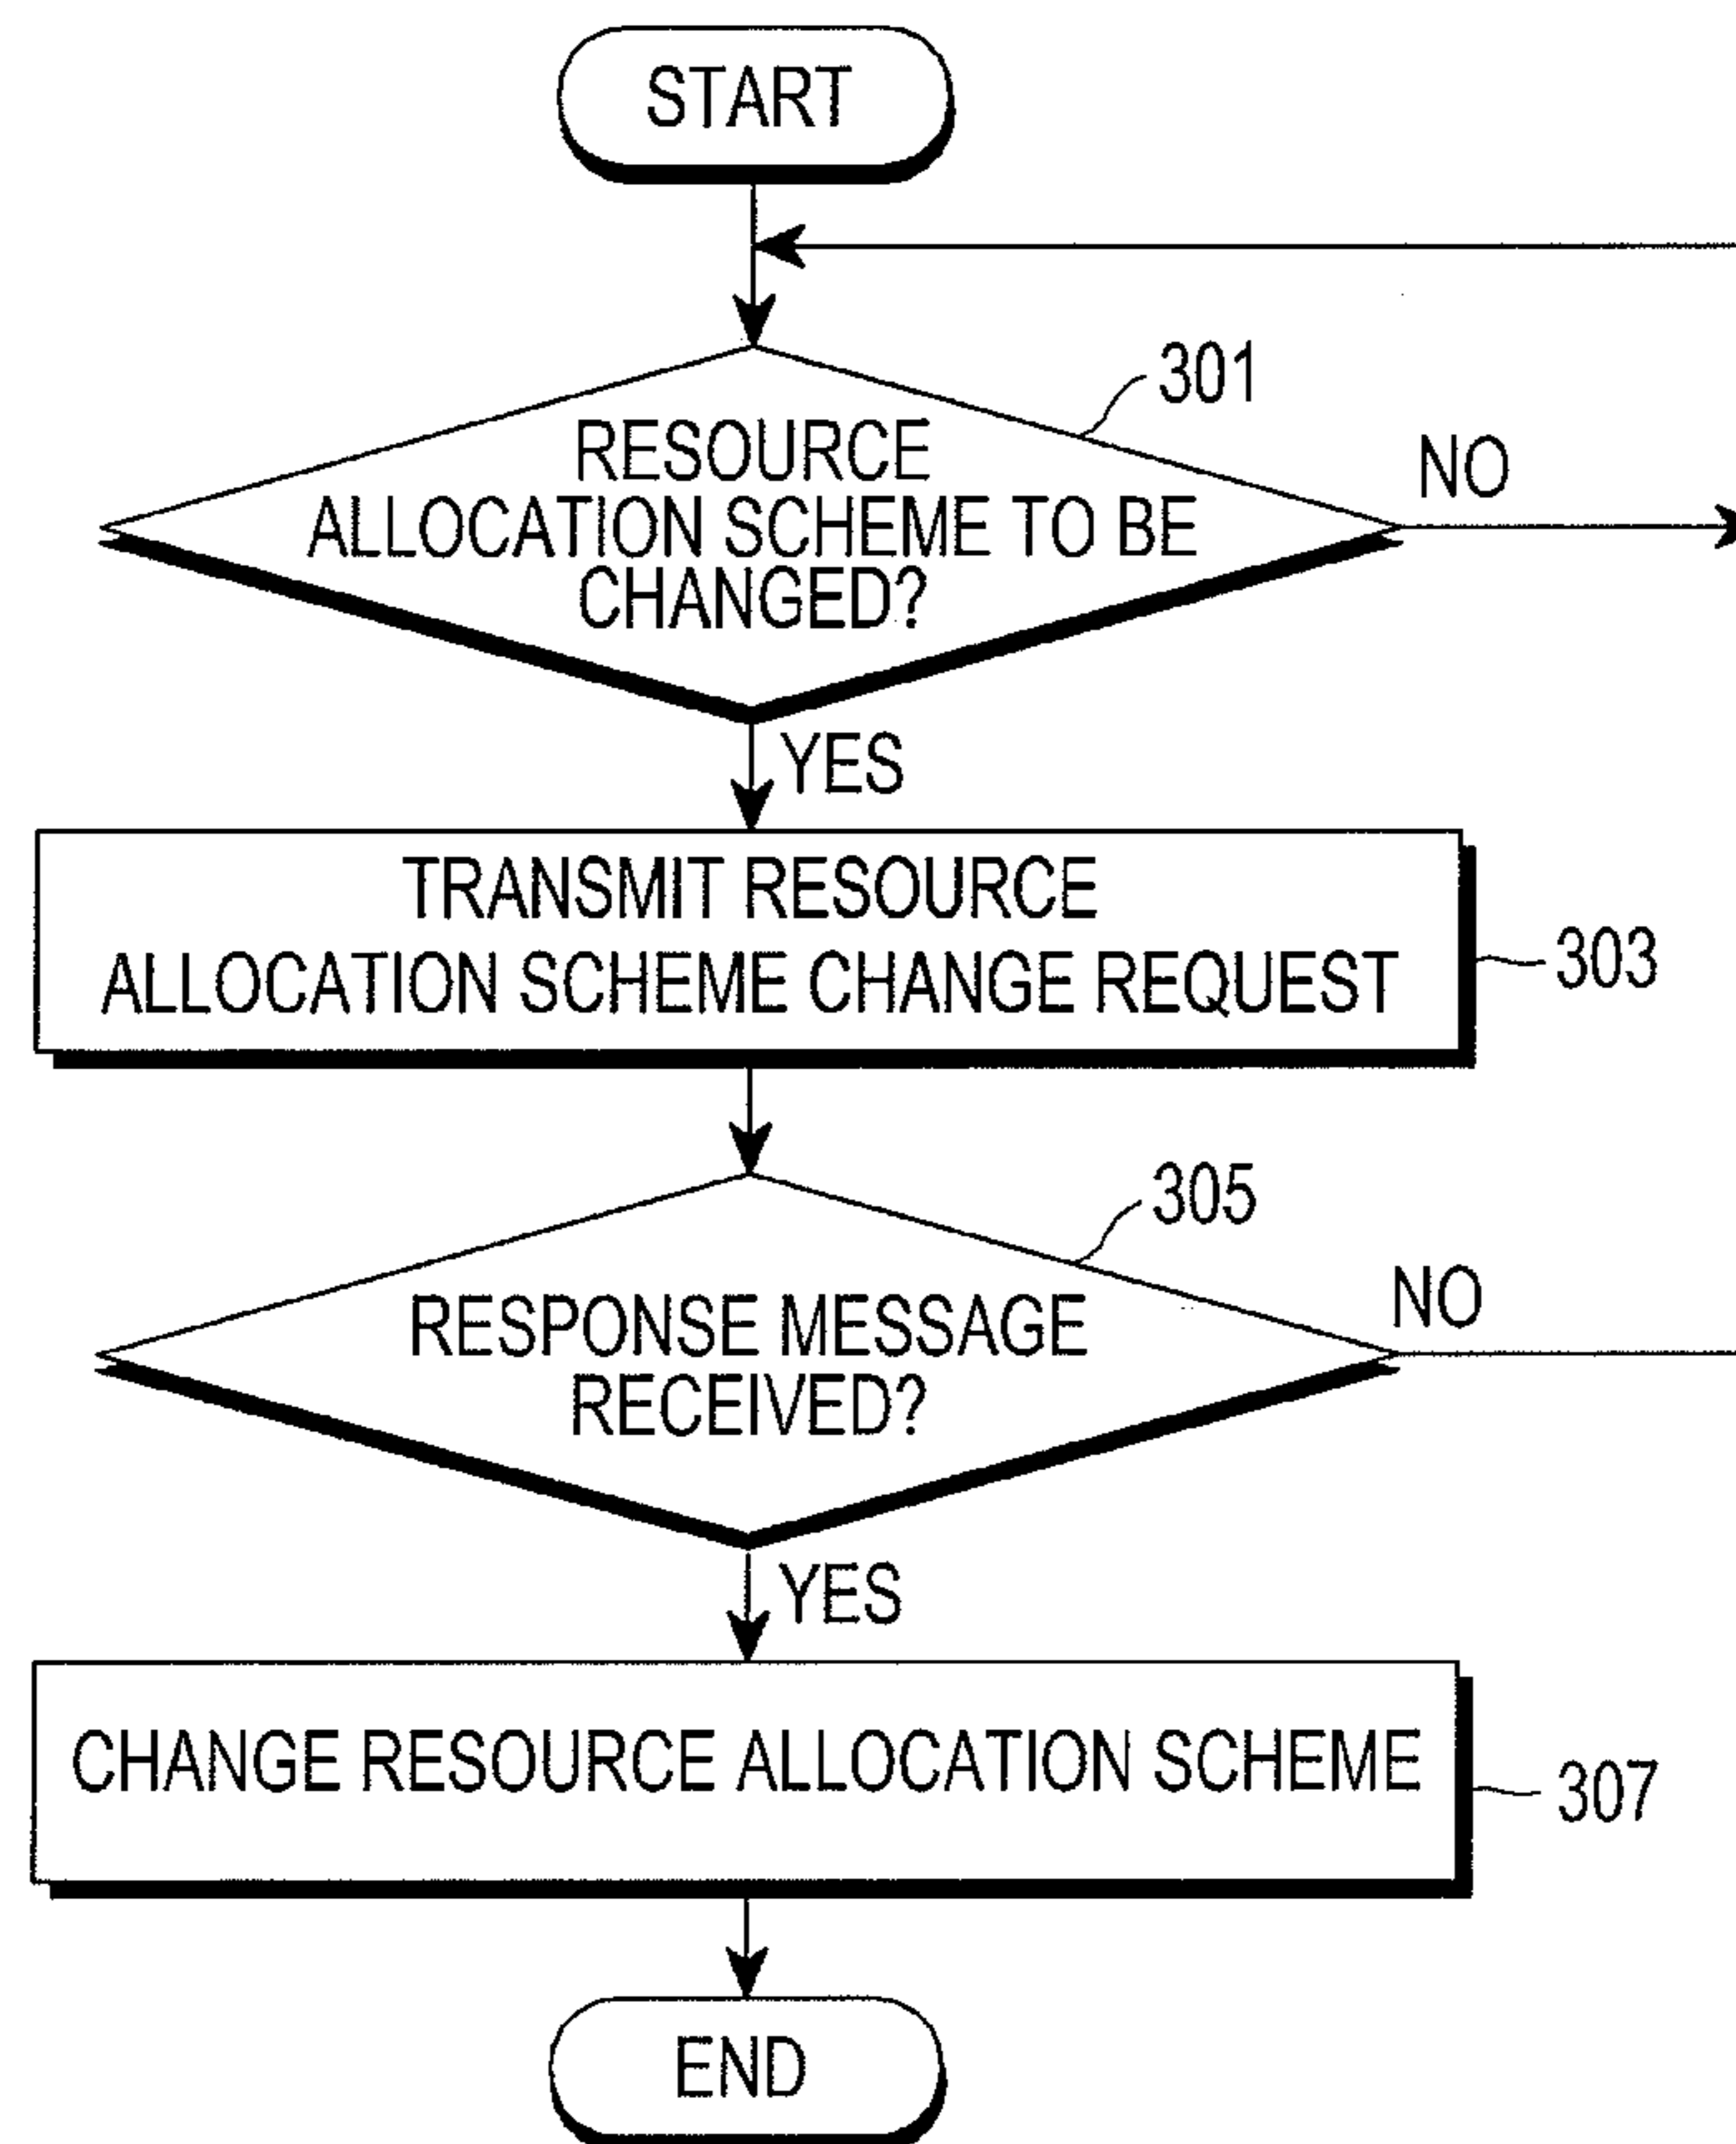 START
301
RESOURCE
ALLOCATION SCHEME TO BE
CHANGED?
NO
YES
TRANSMIT RESOURCE
ALLOCATION SCHEME CHANGE REQUEST
303
305
RESPONSE MESSAGE
RECEIVED?
NO
YES
CHANGE RESOURCE ALLOCATION SCHEME
307
END